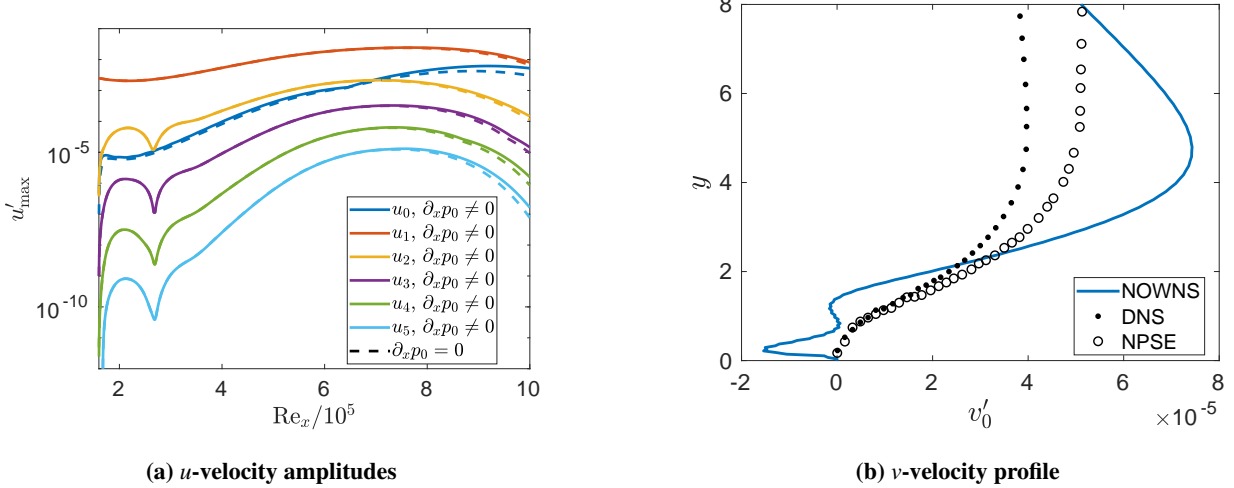 10^{-5}
10^{-10}
u'_{max}
2
4
6
8
10
Re_x/10^5
u_0, ∂_x p_0 ≠ 0
u_1, ∂_x p_0 ≠ 0
u_2, ∂_x p_0 ≠ 0
u_3, ∂_x p_0 ≠ 0
u_4, ∂_x p_0 ≠ 0
u_5, ∂_x p_0 ≠ 0
∂_x p_0 = 0
(a) u-velocity amplitudes
8
6
4
2
0
y
-2
0
2
4
6
8
v'_0
×10^{-5}
NOWNS
DNS
NPSE
(b) v-velocity profile